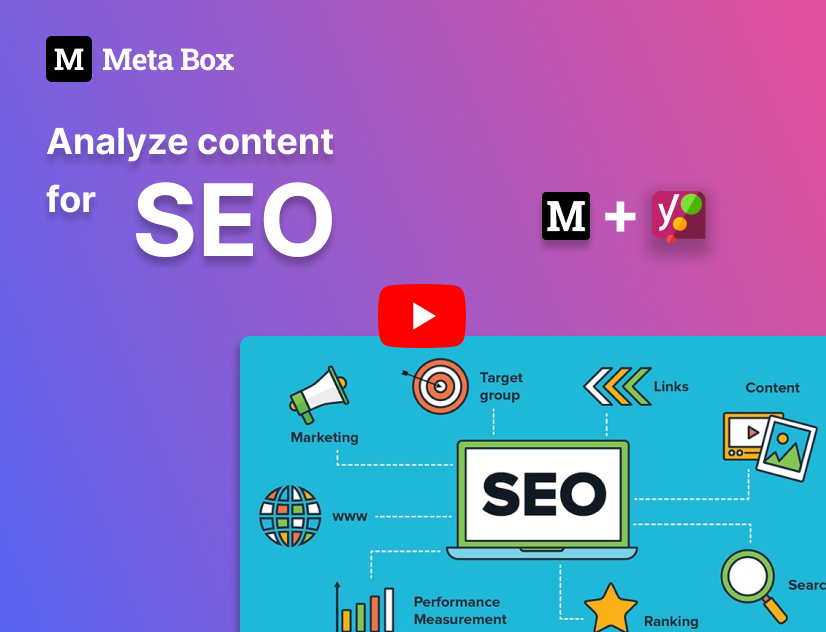 M Meta Box
Analyze content
for SEO
M + y
Target
group
Links
Content
Marketing
SEO
www
Performance
Measurement
Ranking